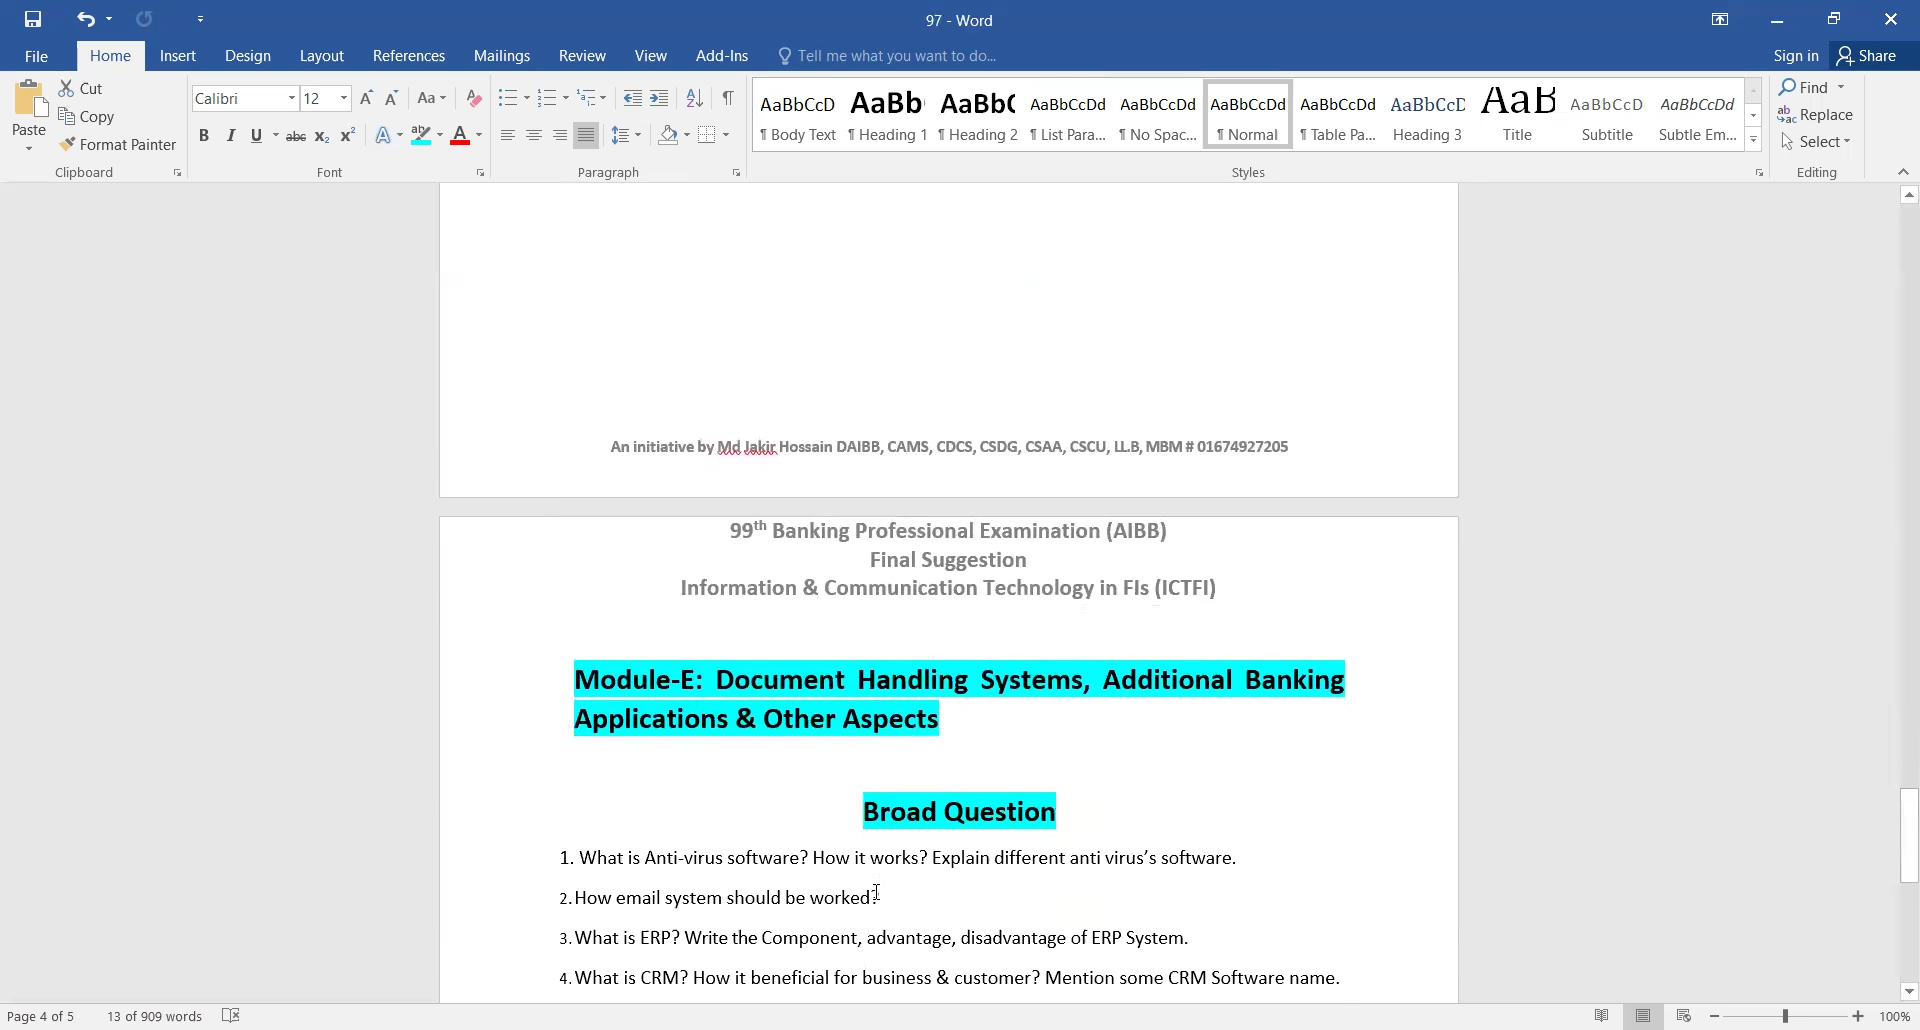 97 - Word
File Home Insert Design Layout References Mailings Review View Add-Ins Tell me what you want to do... Sign in Share
Paste
Cut
Copy
Format Painter
Clipboard
Calibri 12
Font
Paragraph
AaBbCcD AaBb AaBbC AaBbCcDd AaBbCcDd AaBbCcDd AaBbCcDd AaBbCcD AaB AaBbCcD AaBbCcDd
¶ Body Text ¶ Heading 1 ¶ Heading 2 ¶ List Para... ¶ No Spac... ¶ Normal ¶ Table Pa... Heading 3 Title Subtitle Subtle Em...
Styles
Find
Replace
Select
Editing
An initiative by Md Jakir Hossain DAIBB, CAMS, CDCS, CSDG, CSAA, CSCU, LL.B, MBM # 01674927205
99th Banking Professional Examination (AIBB)
Final Suggestion
Information & Communication Technology in FIs (ICTFI)
Module-E: Document Handling Systems, Additional Banking
Applications & Other Aspects
Broad Question
1. What is Anti-virus software? How it works? Explain different anti virus’s software.
2. How email system should be worked?
3. What is ERP? Write the Component, advantage, disadvantage of ERP System.
4. What is CRM? How it beneficial for business & customer? Mention some CRM Software name.
Page 4 of 5 13 of 909 words 100%